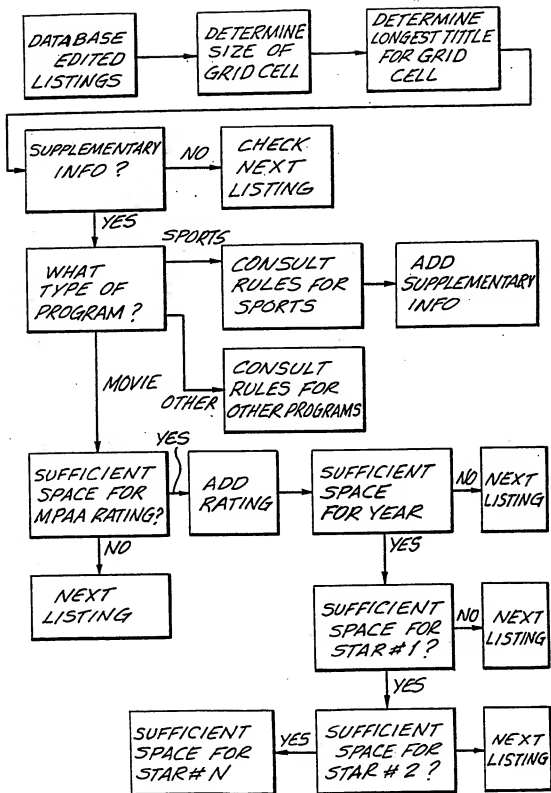 DATABASE
EDITED
LISTINGS
DETERMINE
SIZE OF
GRID CELL
DETERMINE
LONGEST TITTLE
FOR GRID
CELL
SUPPLEMENTARY
INFO ?
NO
CHECK
NEXT
LISTING
YES
WHAT
TYPE OF
PROGRAM ?
SPORTS
CONSULT
RULES FOR
SPORTS
ADD
SUPPLEMENTARY
INFO
MOVIE
OTHER
CONSULT
RULES FOR
OTHER PROGRAMS
SUFFICIENT
SPACE FOR
MPAA RATING?
YES
ADD
RATING
SUFFICIENT
SPACE
FOR YEAR
NO
NEXT
LISTING
NO
NEXT
LISTING
YES
SUFFICIENT
SPACE FOR
STAR # 1 ?
NO
NEXT
LISTING
YES
SUFFICIENT
SPACE FOR
STAR # N
YES
SUFFICIENT
SPACE FOR
STAR # 2 ?
NEXT
LISTING